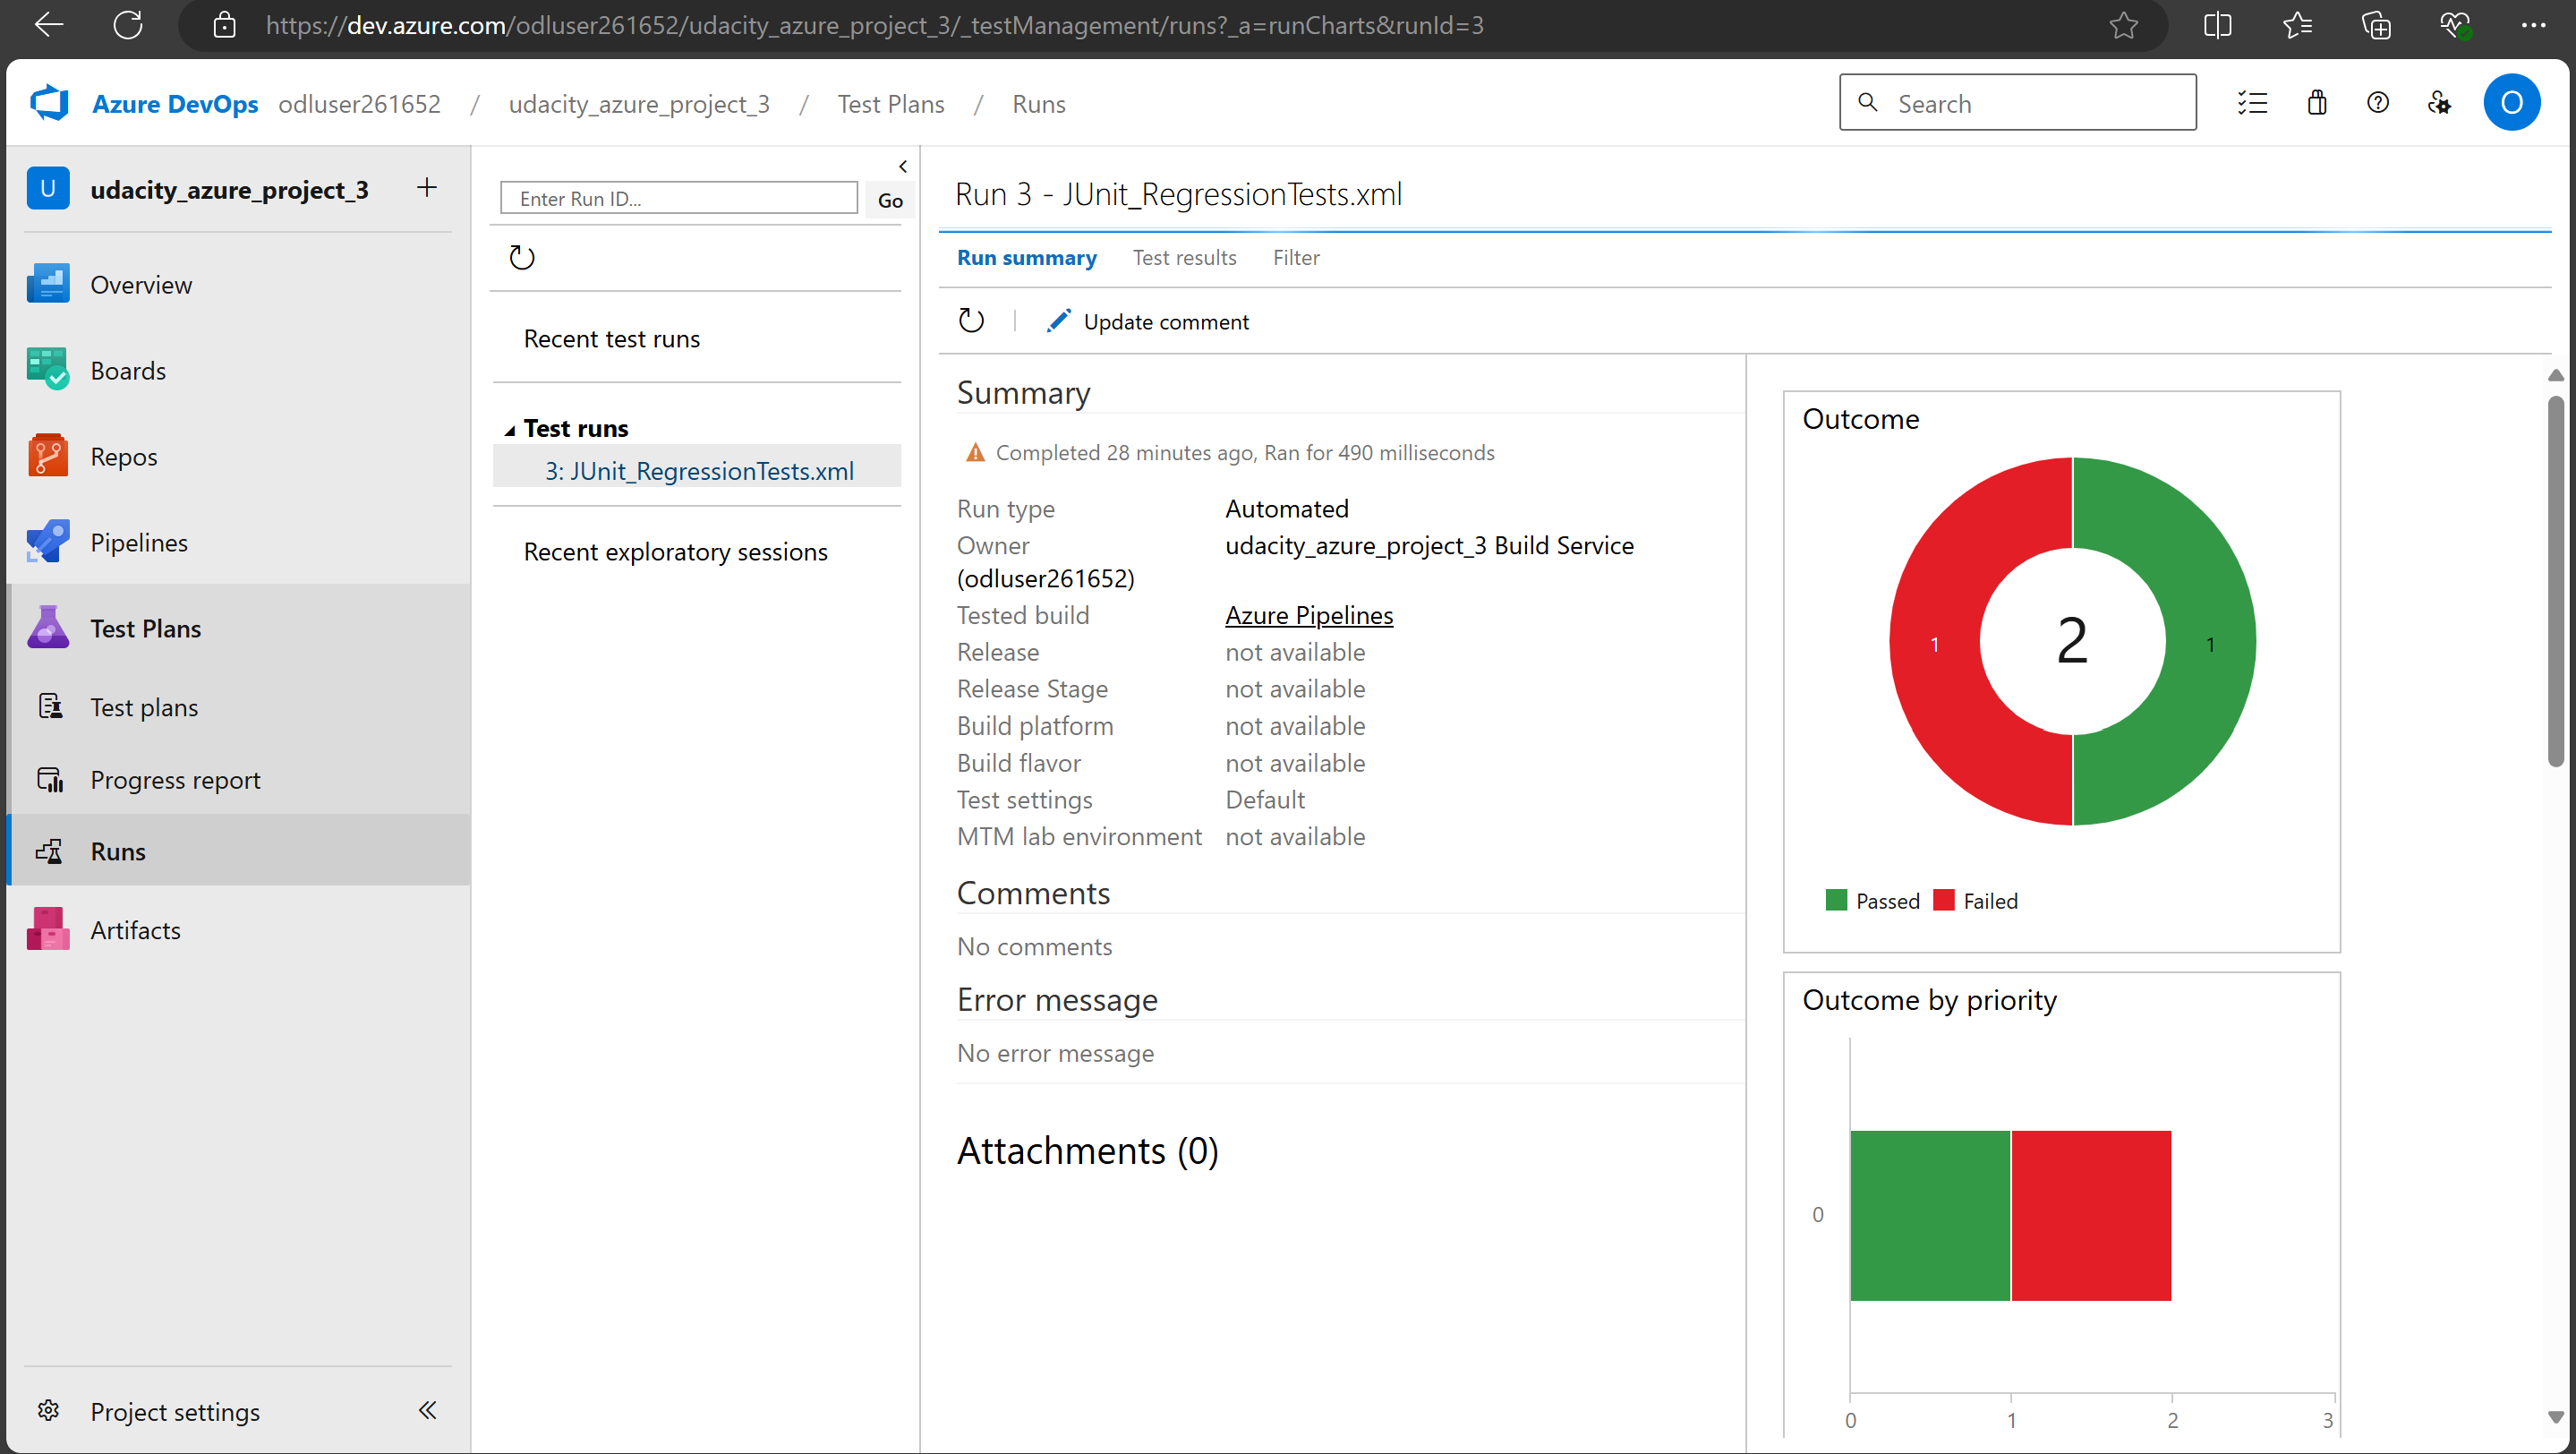 https://dev.azure.com/odluser261652/udacity_azure_project_3/_testManagement/runs?_a=runCharts&runId=3
Azure DevOps odluser261652 / udacity_azure_project_3 / Test Plans / Runs
Search
O
U udacity_azure_project_3
Overview
Boards
Repos
Pipelines
Test Plans
Test plans
Progress report
Runs
Artifacts
Project settings
Enter Run ID...
Go
Recent test runs
Test runs
3: JUnit_RegressionTests.xml
Recent exploratory sessions
Run 3 - JUnit_RegressionTests.xml
Run summary Test results Filter
Update comment
Summary
Completed 28 minutes ago, Ran for 490 milliseconds
Run type Automated
Owner udacity_azure_project_3 Build Service
(odluser261652)
Tested build Azure Pipelines
Release not available
Release Stage not available
Build platform not available
Build flavor not available
Test settings Default
MTM lab environment not available
Comments
No comments
Error message
No error message
Attachments (0)
Outcome
1 2 1
Passed Failed
Outcome by priority
0
0 1 2 3